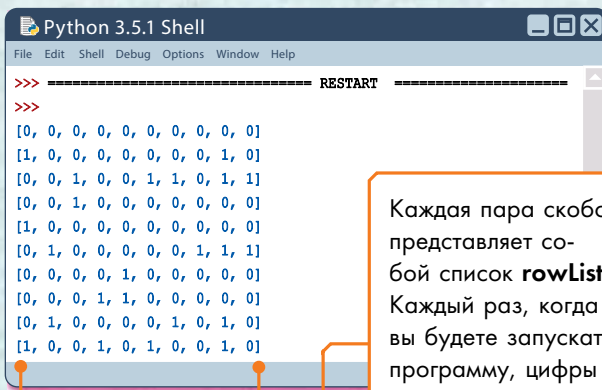 Python 3.5.1 Shell
File Edit Shell Debug Options Window Help
>>> ================================ RESTART =====================
>>>
[0, 0, 0, 0, 0, 0, 0, 0, 0, 0]
[1, 0, 0, 0, 0, 0, 0, 0, 1, 0]
[0, 0, 1, 0, 0, 1, 1, 0, 1, 1]
[0, 0, 1, 0, 0, 0, 0, 0, 0, 0]
[1, 0, 0, 0, 0, 0, 0, 0, 0, 0]
[0, 1, 0, 0, 0, 0, 0, 1, 1, 1]
[0, 0, 0, 0, 1, 0, 0, 0, 0, 0]
[0, 0, 0, 1, 1, 0, 0, 0, 0, 0]
[0, 1, 0, 0, 0, 0, 1, 0, 1, 0]
[1, 0, 0, 1, 0, 1, 0, 0, 1, 0]
Каждая пара скобо
представляет со-
бой список rowList
Каждый раз, когда
вы будете запускат
программу, цифры